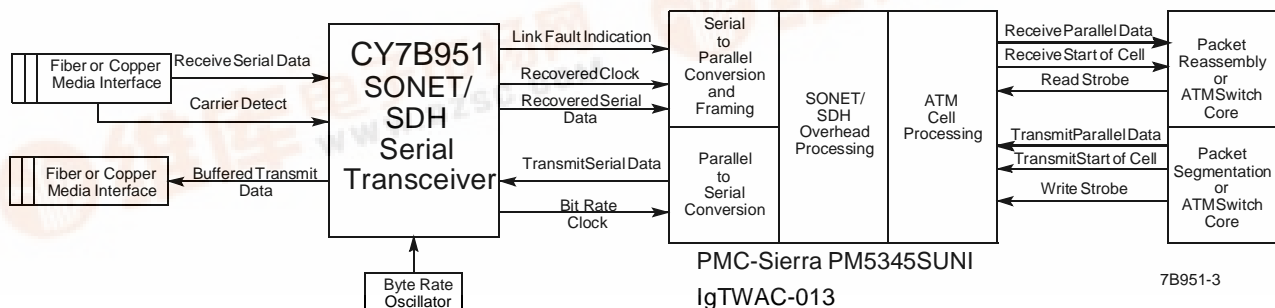 Fiber or Copper
Media Interface
Receive Serial Data
Carrier Detect
Fiber or Copper
Media Interface
Buffered Transmit
Data
CY7B951
SONET/
SDH
Serial
Transceiver
Byte Rate
Oscillator
Link Fault Indication
Recovered Clock
Recovered Serial
Data
Transmit Serial Data
Bit Rate
Clock
Serial
to
Parallel
Conversion
and
Framing
Parallel
to
Serial
Conversion
SONET/
SDH
Overhead
Processing
ATM
Cell
Processing
PMC-Sierra PM5345SUNI
IgTWAC-013
Receive Parallel Data
Receive Start of Cell
Read Strobe
Transmit Parallel Data
Transmit Start of Cell
Write Strobe
Packet
Reassembly
or
ATM Switch
Core
Packet
Segmentation
or
ATM Switch
Core
7B951-3